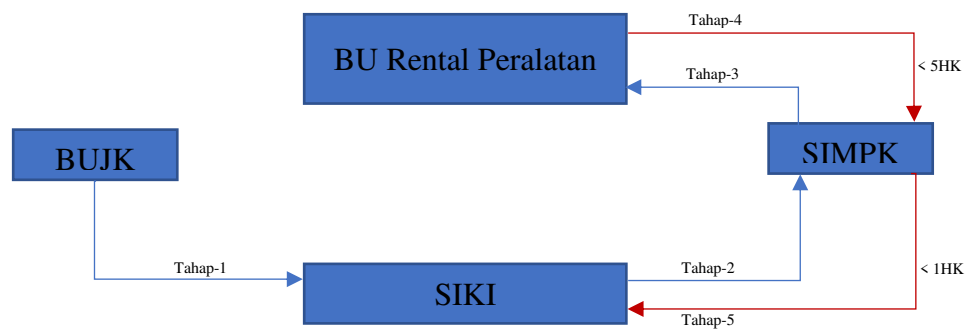 Tahap-4
BU Rental Peralatan
Tahap-3
< 5HK
BUJK
SIMPK
Tahap-1
SIKI
Tahap-2
< 1HK
Tahap-5